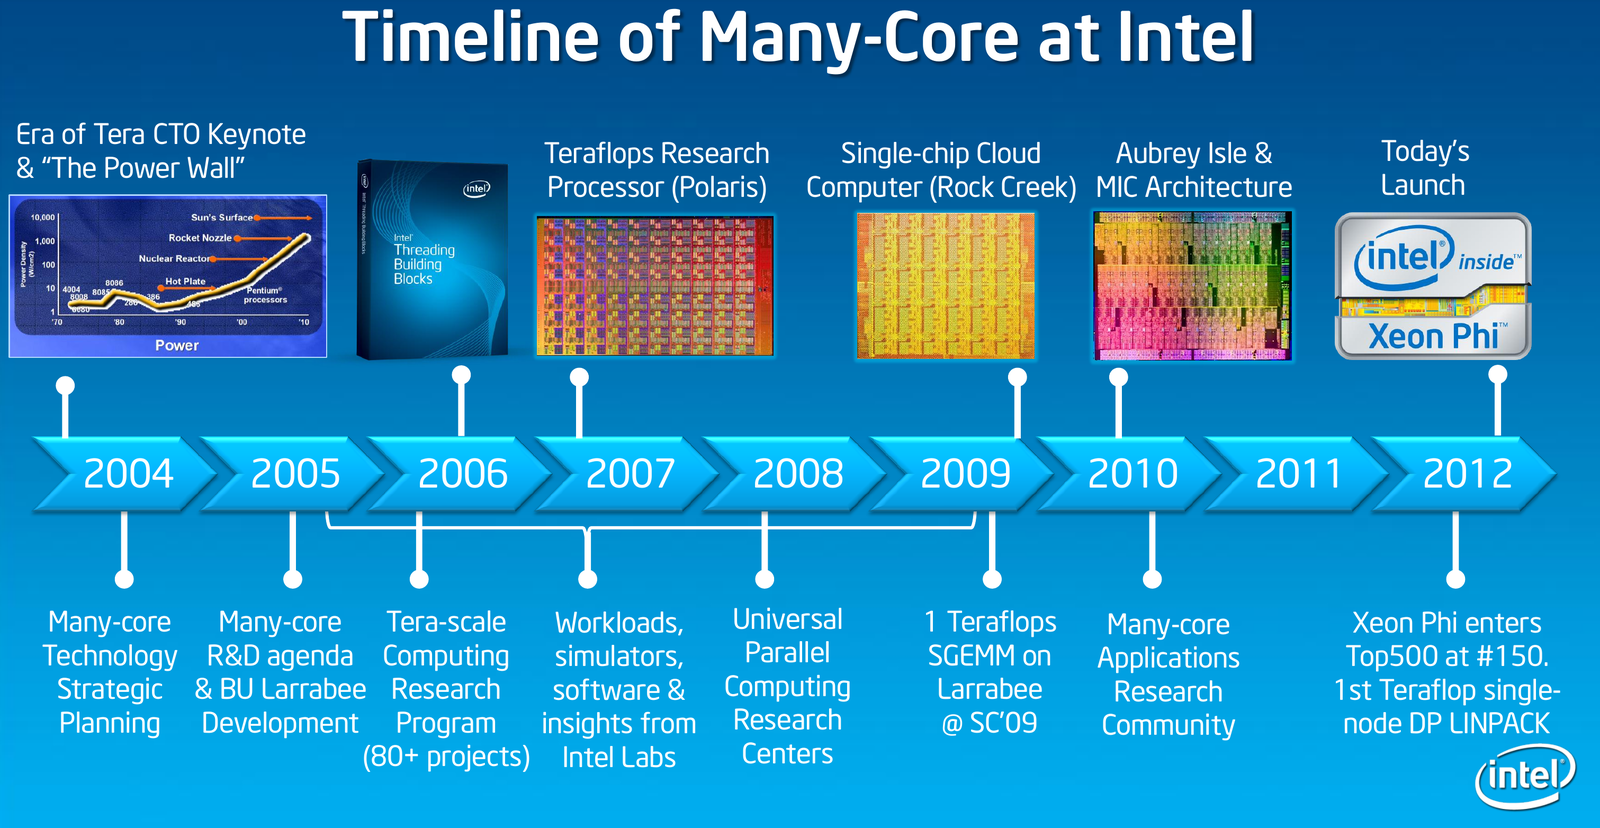 Timeline of Many-Core at Intel
Era of Tera CTO Keynote
& “The Power Wall”
10,000
1,000
100
10
1
Power Density
(W/cm2)
Sun's Surface
Rocket Nozzle
Nuclear Reactor
Hot Plate
4004
8008
8080
8085
8086
286
386
486
Pentium®
processors
'70
'80
'90
'00
'10
Power
intel
Intel®
Threading
Building
Blocks
Teraflops Research
Processor (Polaris)
Single-chip Cloud
Computer (Rock Creek)
Aubrey Isle &
MIC Architecture
Today's
Launch
intel® inside™
Xeon Phi™
2004
2005
2006
2007
2008
2009
2010
2011
2012
Many-core
Technology
Strategic
Planning
Many-core
R&D agenda
& BU Larrabee
Development
Tera-scale
Computing
Research
Program
(80+ projects)
Workloads,
simulators,
software &
insights from
Intel Labs
Universal
Parallel
Computing
Research
Centers
1 Teraflops
SGEMM on
Larrabee
@ SC'09
Many-core
Applications
Research
Community
Xeon Phi enters
Top500 at #150.
1st Teraflop single-
node DP LINPACK
intel®